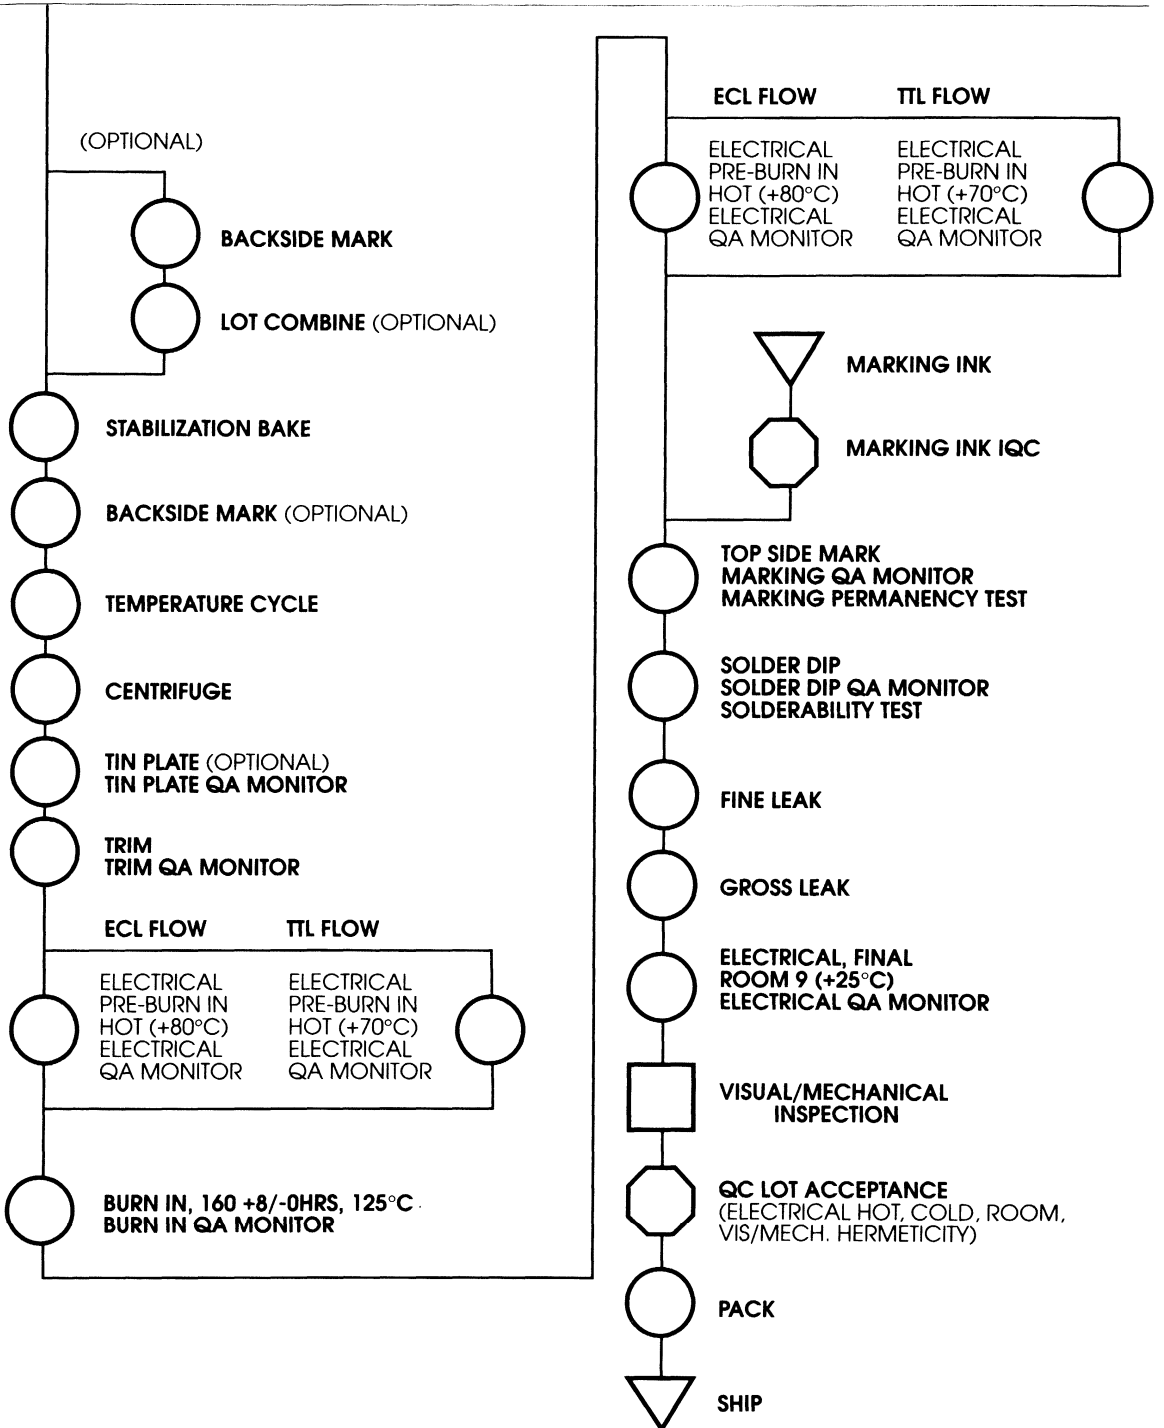 (OPTIONAL)
BACKSIDE MARK
LOT COMBINE (OPTIONAL)
STABILIZATION BAKE
BACKSIDE MARK (OPTIONAL)
TEMPERATURE CYCLE
CENTRIFUGE
TIN PLATE (OPTIONAL)
TIN PLATE QA MONITOR
TRIM
TRIM QA MONITOR
ECL FLOW
ELECTRICAL
PRE-BURN IN
HOT (+80°C)
ELECTRICAL
QA MONITOR
TTL FLOW
ELECTRICAL
PRE-BURN IN
HOT (+70°C)
ELECTRICAL
QA MONITOR
BURN IN, 160 +8/-0HRS, 125°C
BURN IN QA MONITOR
ECL FLOW
ELECTRICAL
PRE-BURN IN
HOT (+80°C)
ELECTRICAL
QA MONITOR
TTL FLOW
ELECTRICAL
PRE-BURN IN
HOT (+70°C)
ELECTRICAL
QA MONITOR
MARKING INK
MARKING INK IQC
TOP SIDE MARK
MARKING QA MONITOR
MARKING PERMANENCY TEST
SOLDER DIP
SOLDER DIP QA MONITOR
SOLDERABILITY TEST
FINE LEAK
GROSS LEAK
ELECTRICAL, FINAL
ROOM 9 (+25°C)
ELECTRICAL QA MONITOR
VISUAL/MECHANICAL
INSPECTION
QC LOT ACCEPTANCE
(ELECTRICAL HOT, COLD, ROOM,
VIS/MECH. HERMETICITY)
PACK
SHIP